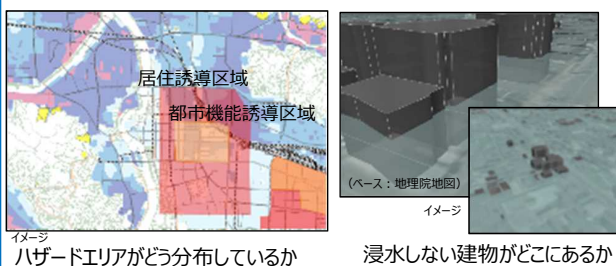 居住誘導区域
都市機能誘導区域
イメージ
ハザードエリアがどう分布しているか
(ベース：地理院地図)
イメージ
浸水しない建物がどこにあるか